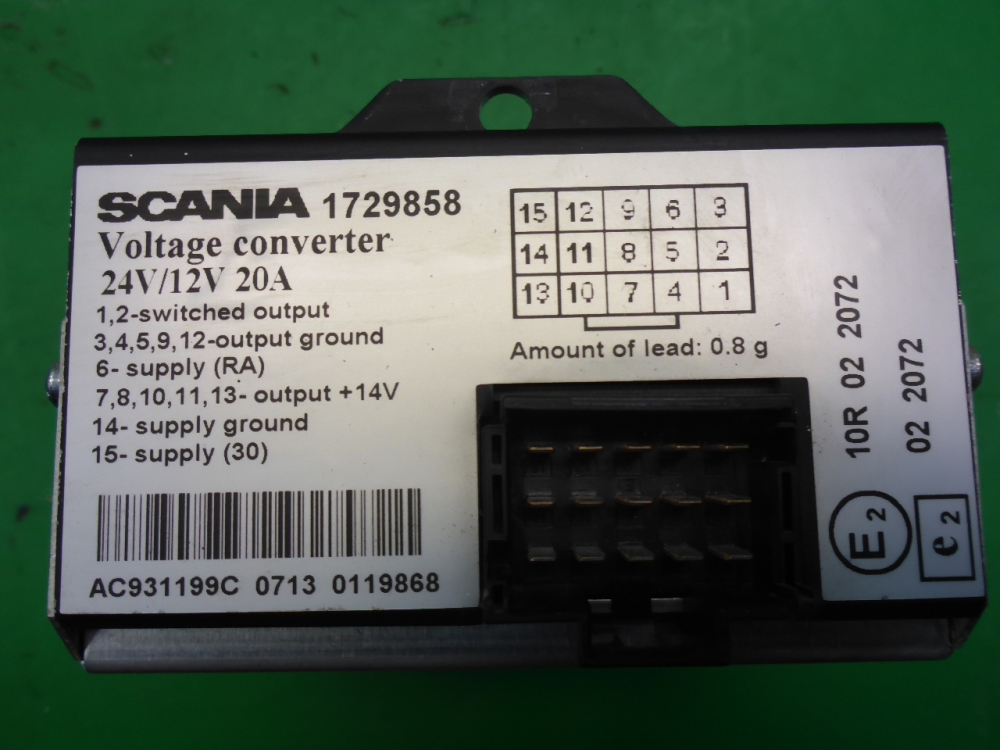 SCANIA 1729858
Voltage converter
24V/12V 20A
1,2-switched output
3,4,5,9,12-output ground
6- supply (RA)
7,8,10,11,13- output +14V
14- supply ground
15- supply (30)
AC931199C 0713 0119868
15 12 9 6 3
14 11 8 5 2
13 10 7 4 1
Amount of lead: 0.8 g
10R 02 2072
02 2072
E2
e2